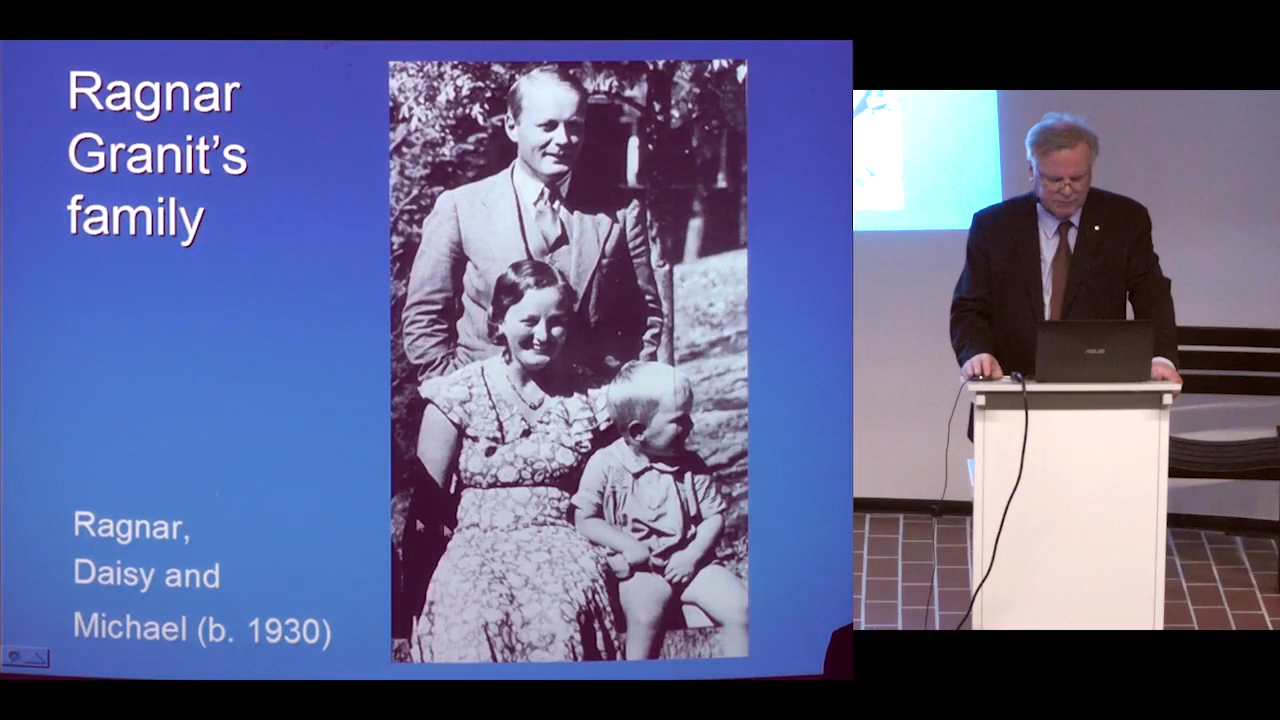 Ragnar
Granit's
family
Ragnar,
Daisy and
Michael (b. 1930)
ASUS